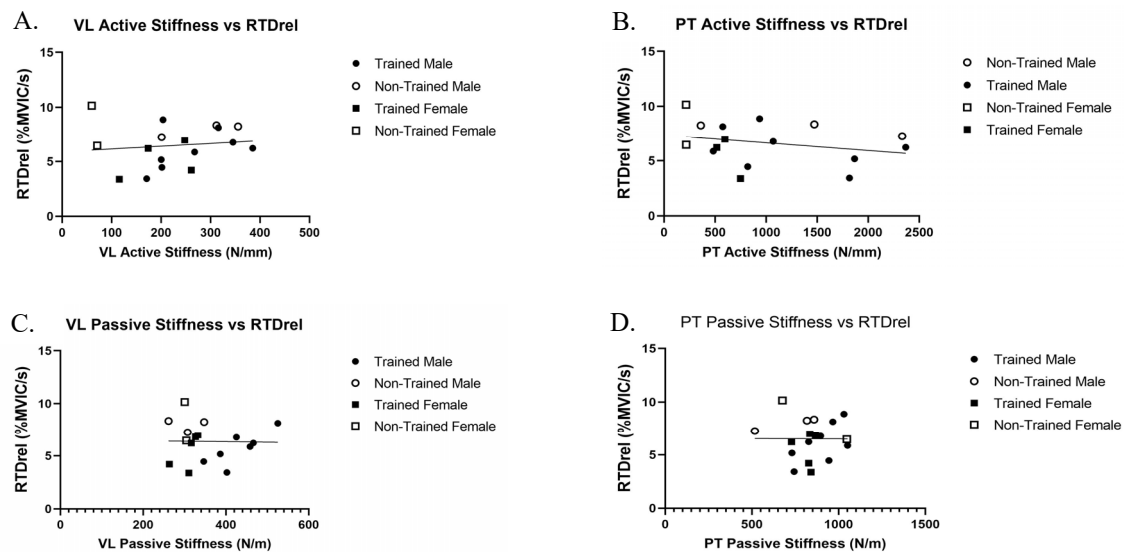 A.
VL Active Stiffness vs RTDrel
RTDrel (%MVIC/s)
15
10
5
0
0 100 200 300 400 500
VL Active Stiffness (N/mm)
Trained Male
Non-Trained Male
Trained Female
Non-Trained Female
B.
PT Active Stiffness vs RTDrel
RTDrel (%MVIC/s)
15
10
5
0
0 500 1000 1500 2000 2500
PT Active Stiffness (N/mm)
Non-Trained Male
Trained Male
Non-Trained Female
Trained Female
C.
VL Passive Stiffness vs RTDrel
RTDrel (%MVIC/s)
15
10
5
0
0 200 400 600
VL Passive Stiffness (N/m)
Trained Male
Non-Trained Male
Trained Female
Non-Trained Female
D.
PT Passive Stiffness vs RTDrel
RTDrel (%MVIC/s)
15
10
5
0
0 500 1000 1500
PT Passive Stiffness (N/m)
Trained Male
Non-Trained Male
Trained Female
Non-Trained Female